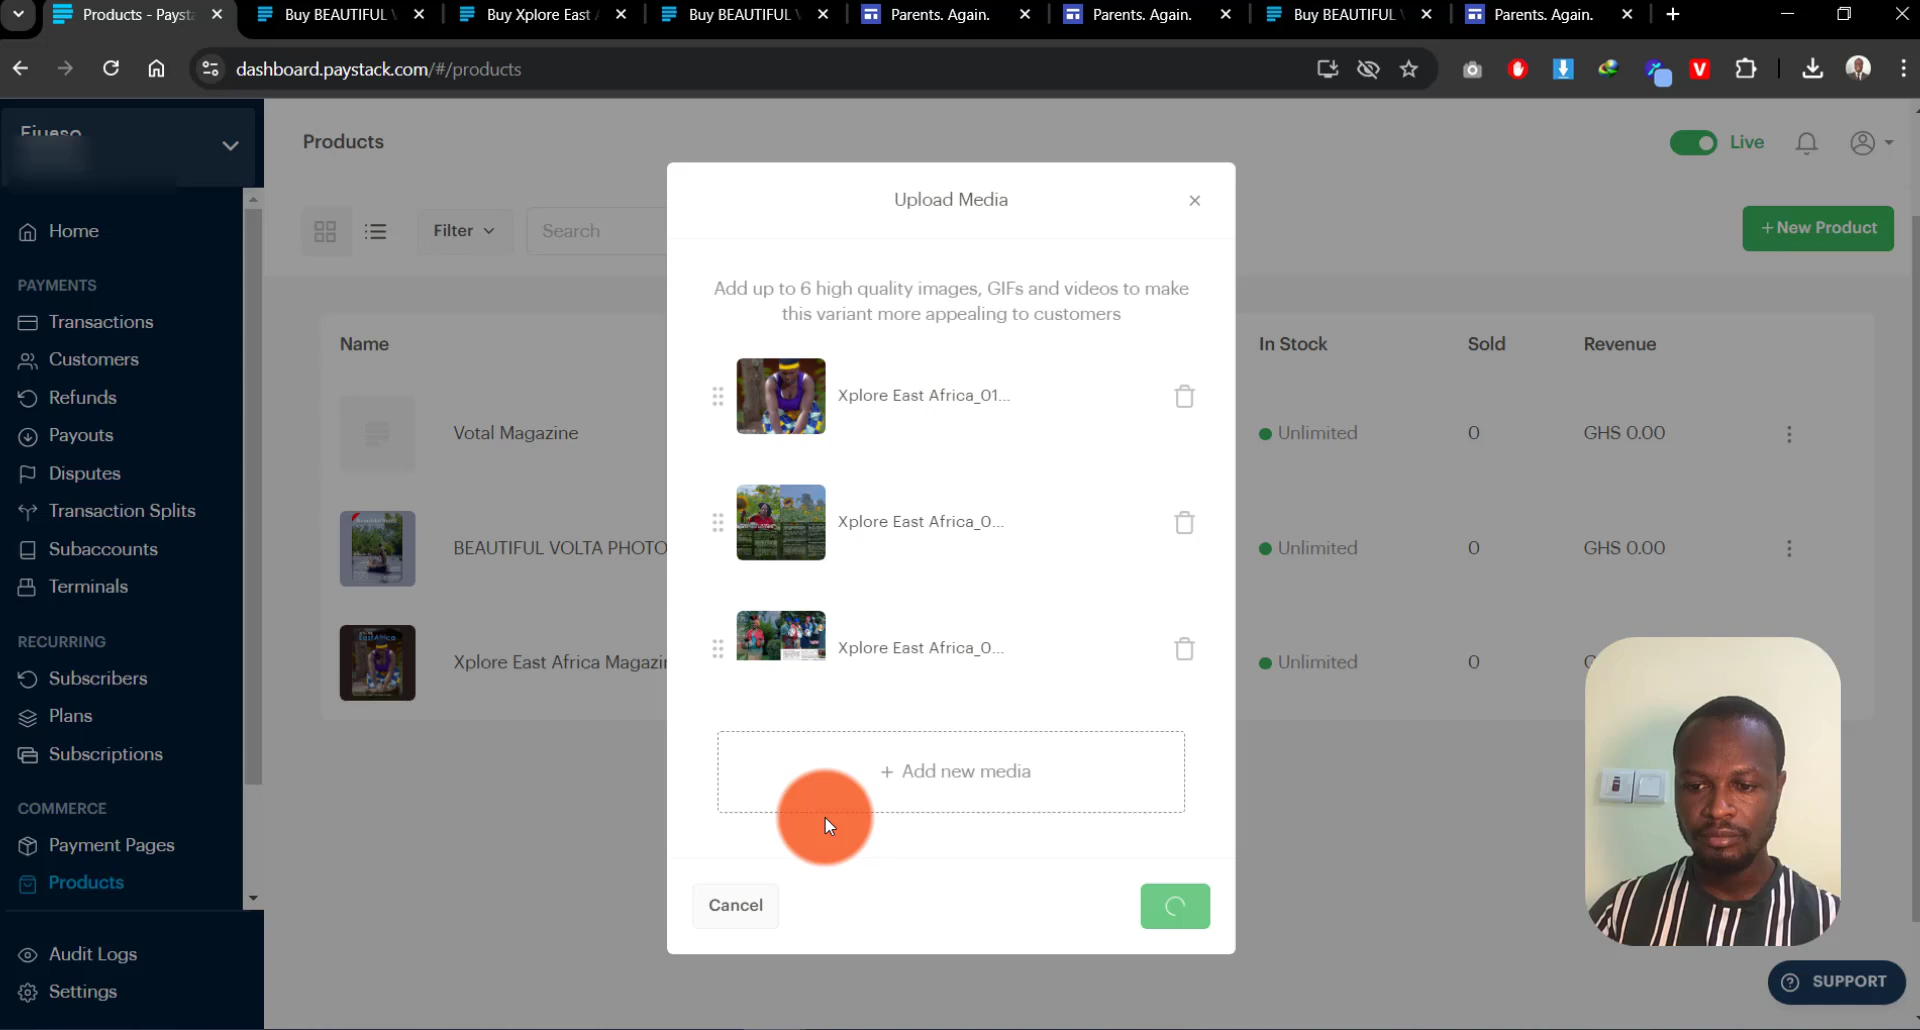 Products - Payst
Buy BEAUTIFUL
Buy Xplore East
Buy BEAUTIFUL
Parents. Again.
Parents. Again.
Buy BEAUTIFUL
Parents. Again.
dashboard.paystack.com/#/products
Products
Live
Home
PAYMENTS
Transactions
Customers
Refunds
Payouts
Disputes
Transaction Splits
Subaccounts
Terminals
RECURRING
Subscribers
Plans
Subscriptions
COMMERCE
Payment Pages
Products
Audit Logs
Settings
Filter
Search
+ New Product
Name
In Stock
Sold
Revenue
Votal Magazine
Unlimited
0
GHS 0.00
BEAUTIFUL VOLTA PHOTO
Unlimited
0
GHS 0.00
Xplore East Africa Magazi
Unlimited
0
Upload Media
Add up to 6 high quality images, GIFs and videos to make
this variant more appealing to customers
Xplore East Africa_01...
Xplore East Africa_0...
Xplore East Africa_0...
+ Add new media
Cancel
SUPPORT